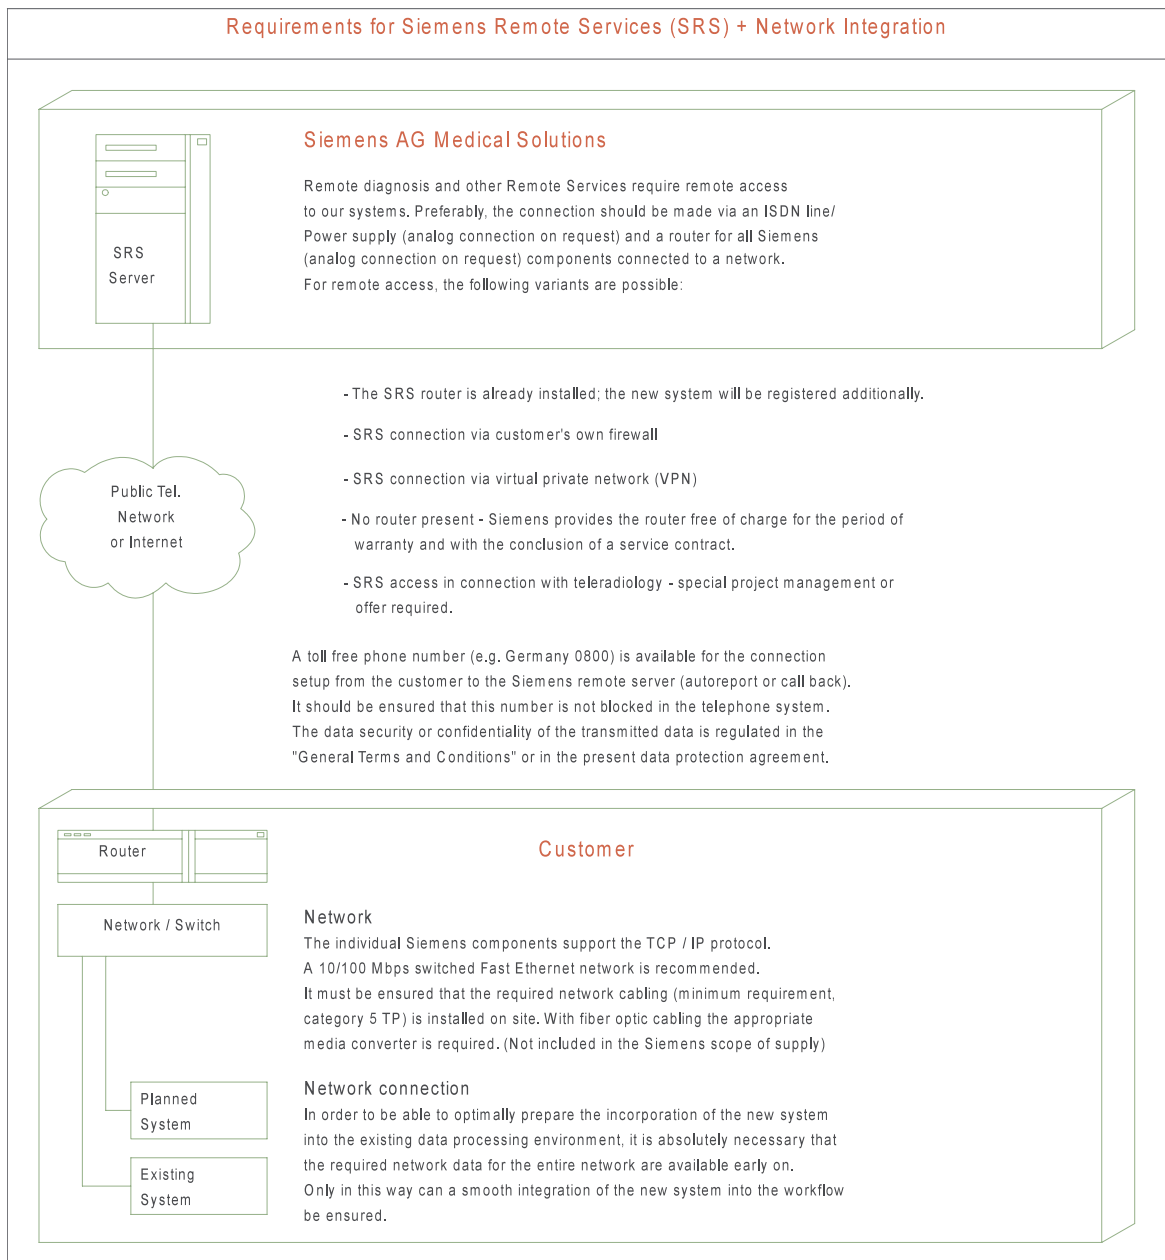 Requirements for Siemens Remote Services (SRS) + Network Integration
Siemens AG Medical Solutions
Remote diagnosis and other Remote Services require remote access
to our systems. Preferably, the connection should be made via an ISDN line/
Power supply (analog connection on request) and a router for all Siemens
(analog connection on request) components connected to a network.
For remote access, the following variants are possible:
SRS
Server
- The SRS router is already installed; the new system will be registered additionally.
- SRS connection via customer's own firewall
- SRS connection via virtual private network (VPN)
- No router present - Siemens provides the router free of charge for the period of
warranty and with the conclusion of a service contract.
- SRS access in connection with teleradiology - special project management or
offer required.
Public Tel.
Network
or Internet
A toll free phone number (e.g. Germany 0800) is available for the connection
setup from the customer to the Siemens remote server (autoreport or call back).
It should be ensured that this number is not blocked in the telephone system.
The data security or confidentiality of the transmitted data is regulated in the
"General Terms and Conditions" or in the present data protection agreement.
Router
Customer
Network / Switch
Network
The individual Siemens components support the TCP / IP protocol.
A 10/100 Mbps switched Fast Ethernet network is recommended.
It must be ensured that the required network cabling (minimum requirement,
category 5 TP) is installed on site. With fiber optic cabling the appropriate
media converter is required. (Not included in the Siemens scope of supply)
Planned
System
Existing
System
Network connection
In order to be able to optimally prepare the incorporation of the new system
into the existing data processing environment, it is absolutely necessary that
the required network data for the entire network are available early on.
Only in this way can a smooth integration of the new system into the workflow
be ensured.